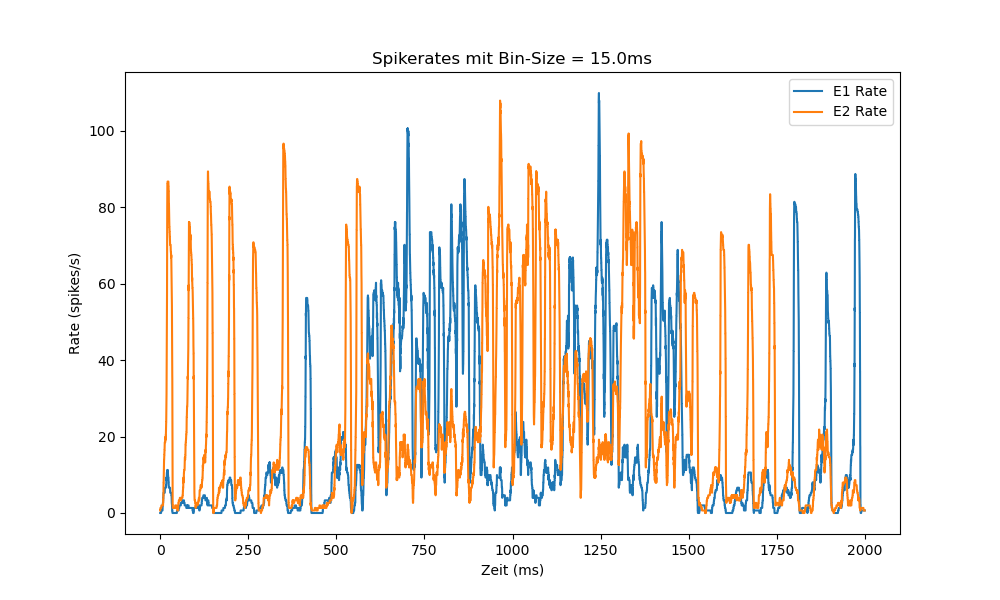 Spikerates mit Bin-Size = 15.0ms
E1 Rate
E2 Rate
100
80
60
40
20
0
Rate (spikes/s)
0 250 500 750 1000 1250 1500 1750 2000
Zeit (ms)